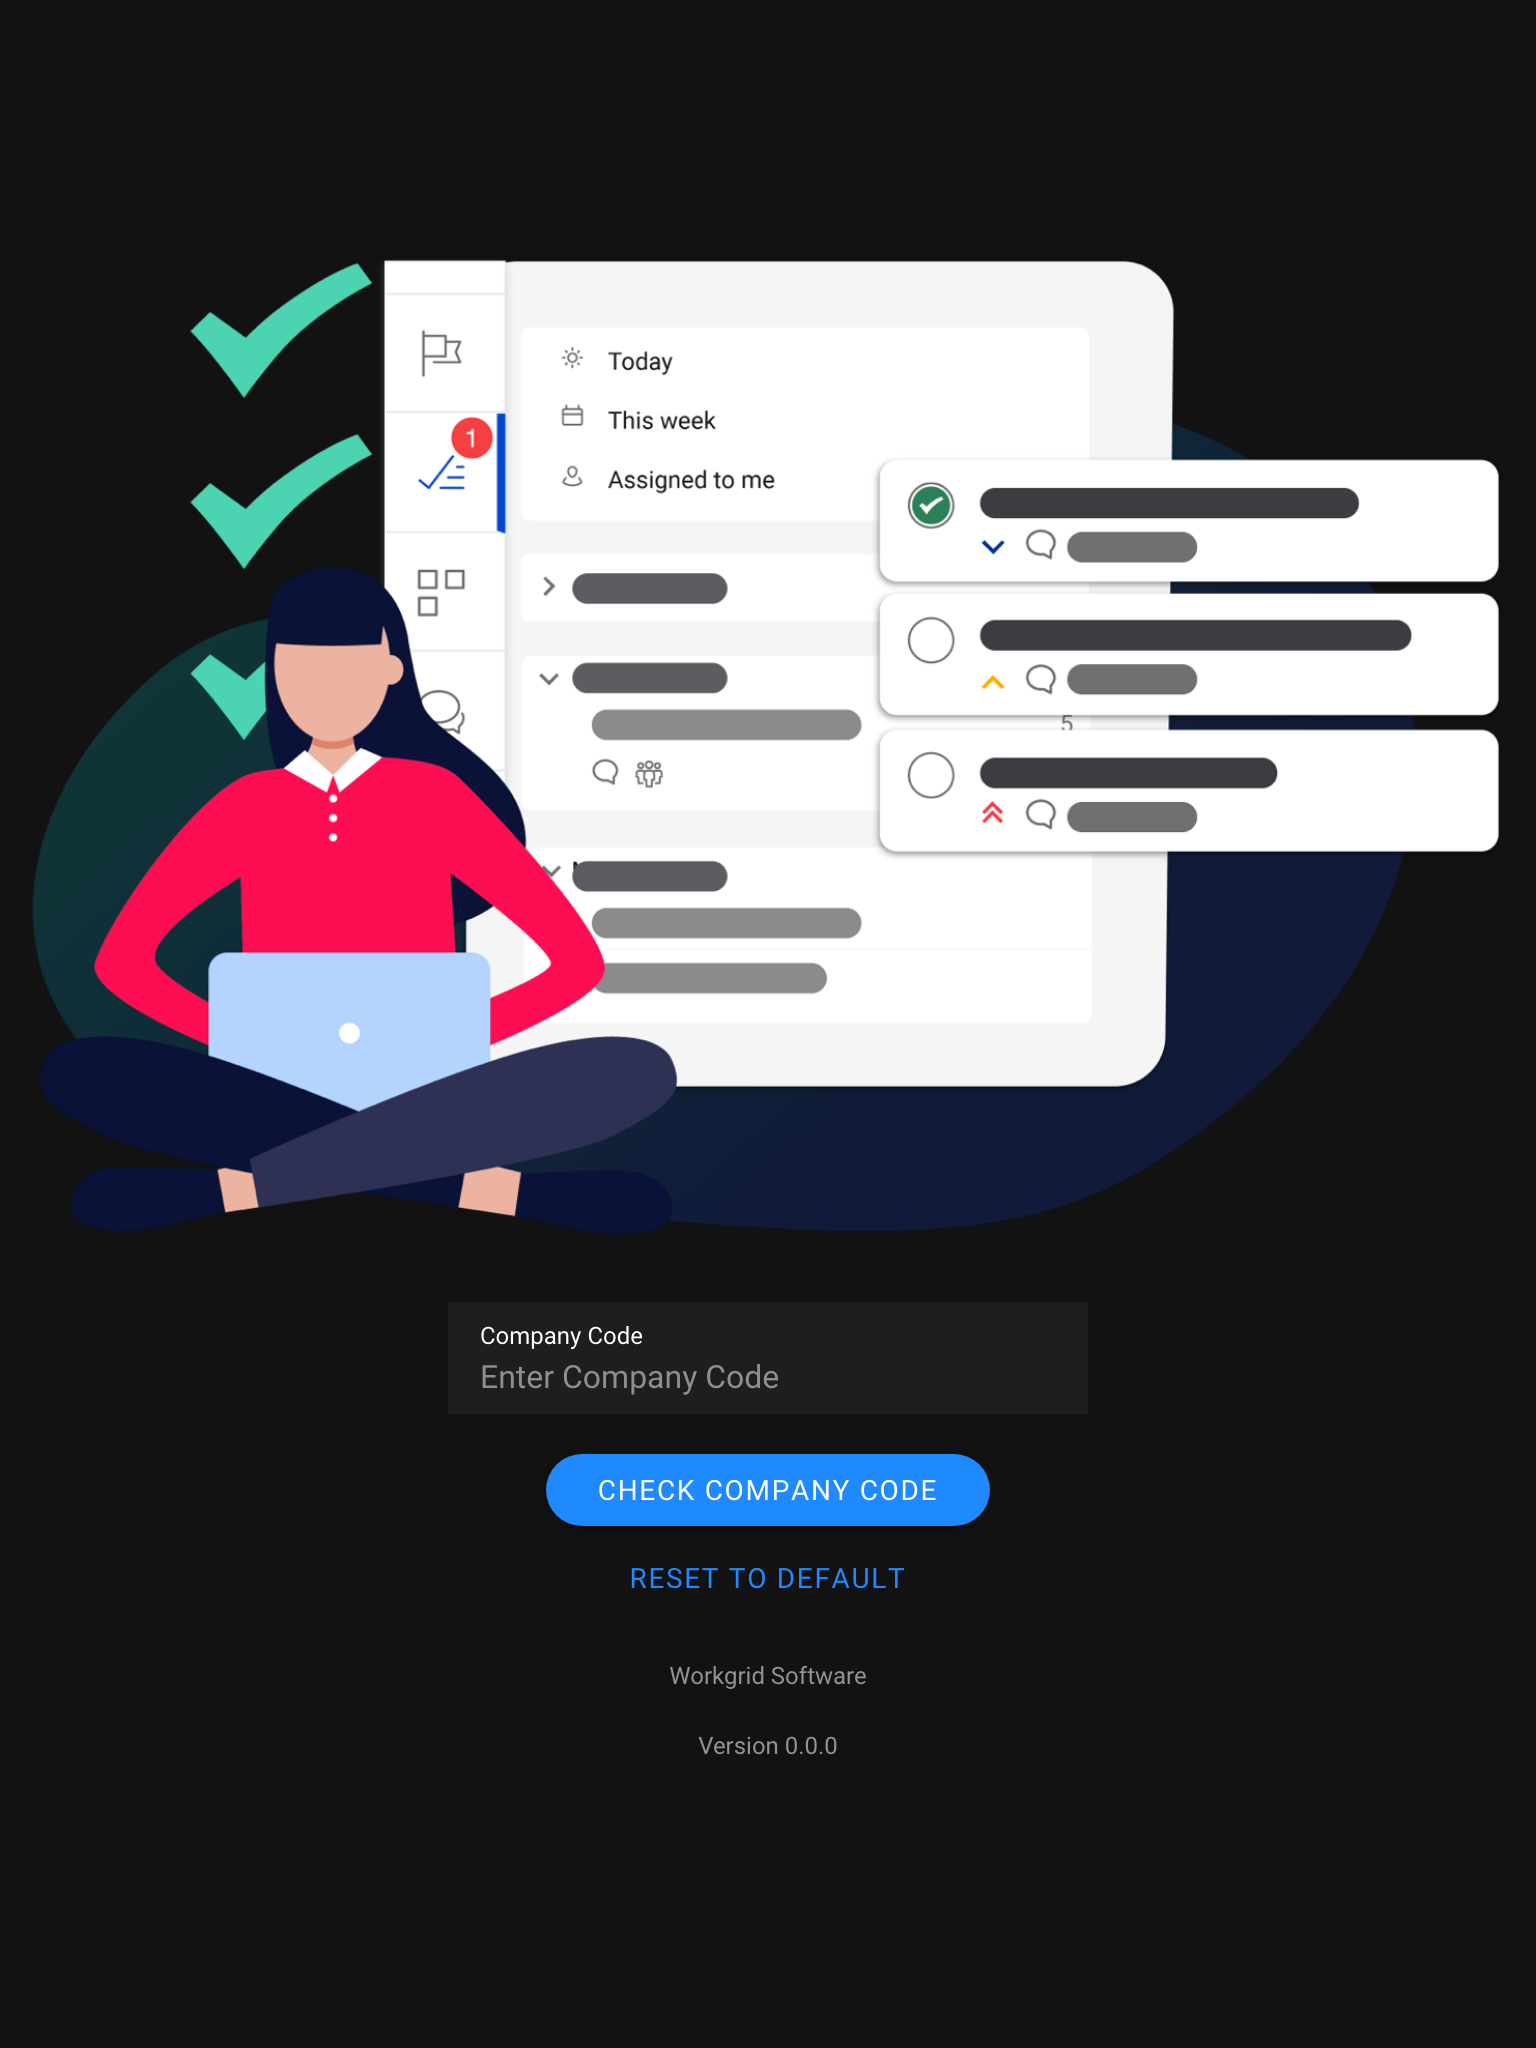 Today
1
This week
Assigned to me
5
Company Code
Enter Company Code
CHECK COMPANY CODE
RESET TO DEFAULT
Workgrid Software
Version 0.0.0